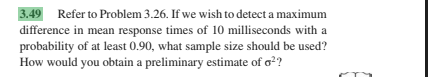 3.49 Refer to Problem 3.26. If we wish to detect a maximum
difference in mean response times of 10 milliseconds with a
probability of at least 0.90, what sample size should be used?
How would you obtain a preliminary estimate of σ²?